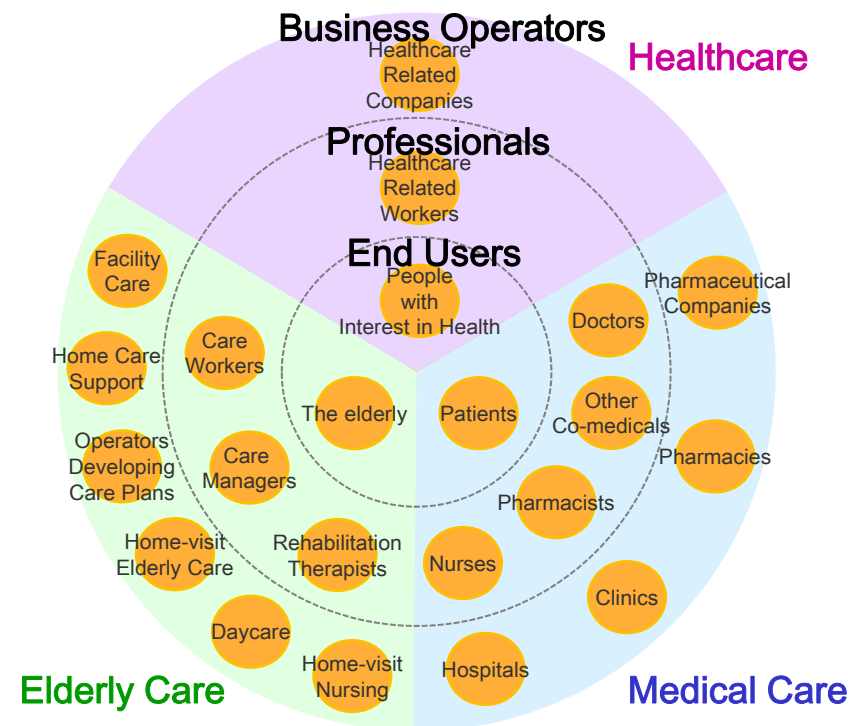 Business Operators
Healthcare
Related
Companies
Healthcare
Professionals
Healthcare
Related
Workers
End Users
People
with
Interest in Health
Facility
Care
Home Care
Support
Operators
Developing
Care Plans
Home-visit
Elderly Care
Daycare
Home-visit
Nursing
Care
Workers
Care
Managers
Rehabilitation
Therapists
The elderly
Patients
Doctors
Other
Co-medicals
Pharmacists
Nurses
Pharmaceutical
Companies
Pharmacies
Clinics
Hospitals
Elderly Care
Medical Care